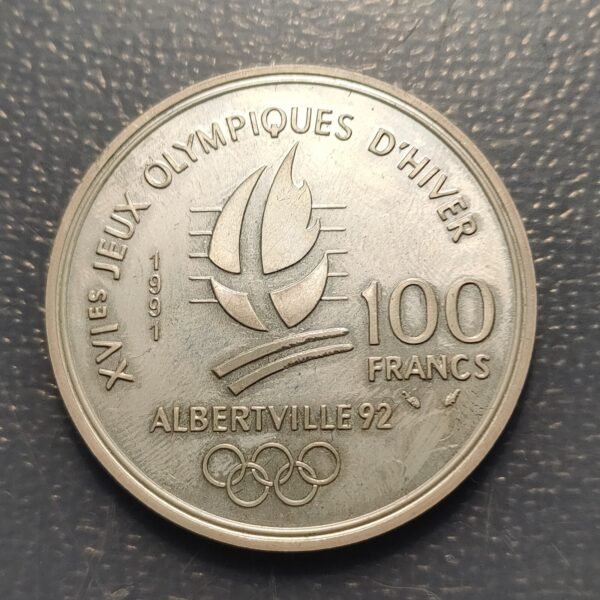 XVIes JEUX OLYMPIQUES D'HIVER
1991
100
FRANCS
ALBERTVILLE 92